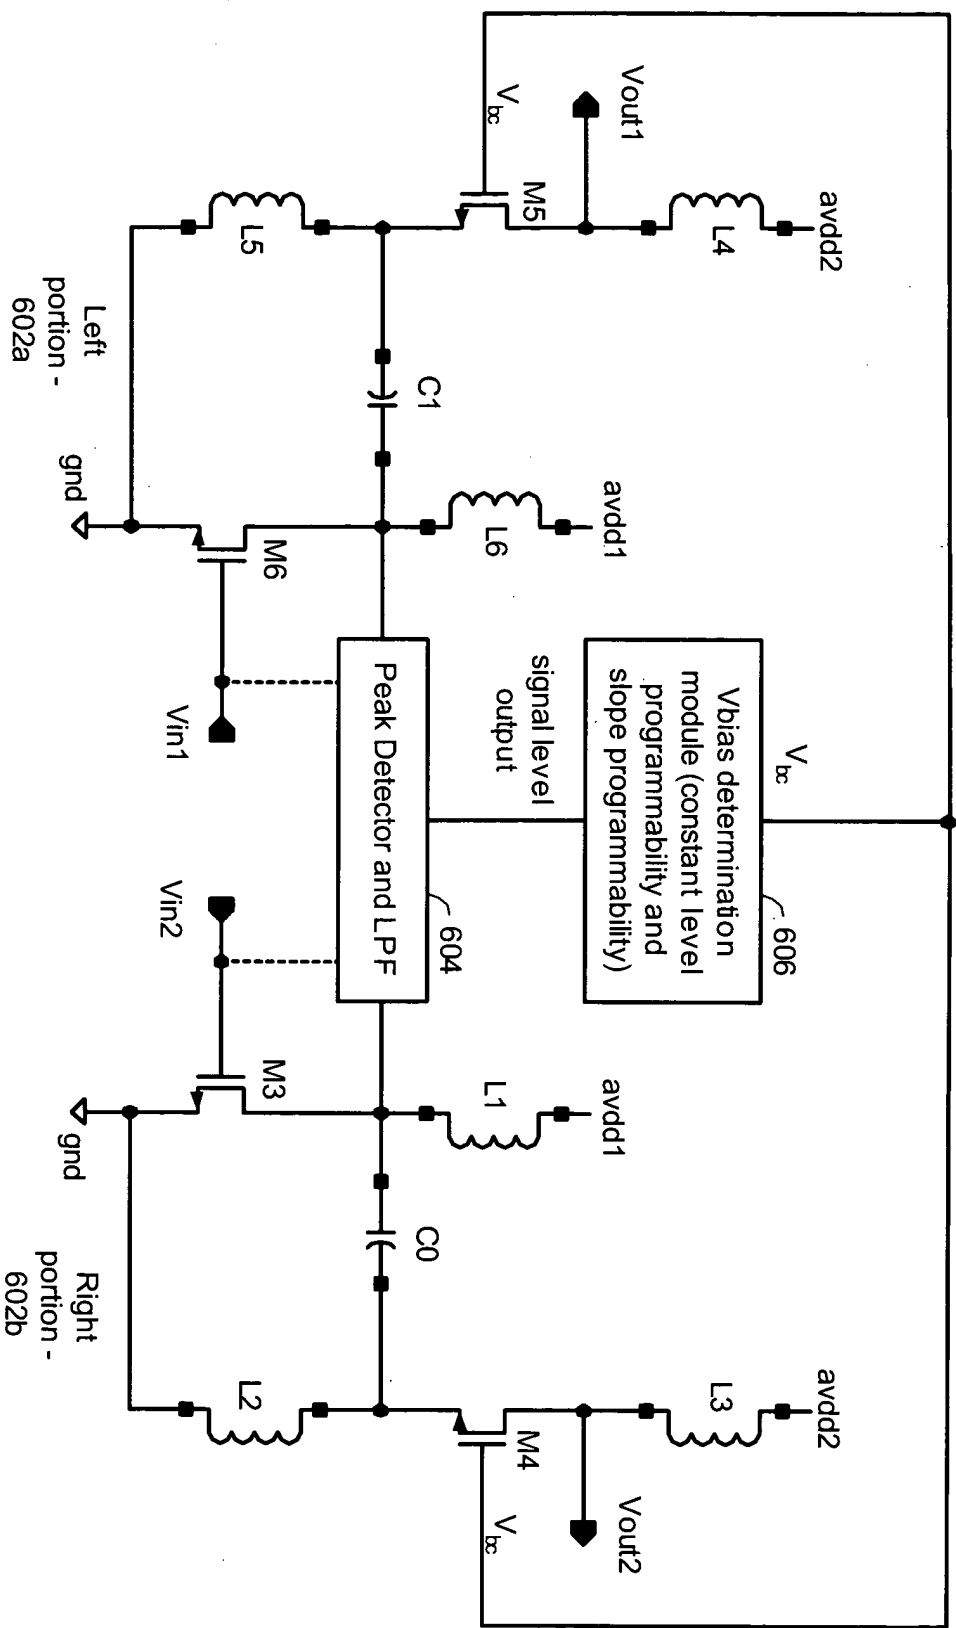 V_bc
Vbias determination
module (constant level
programmability and
slope programmability)
606
avdd2
avdd2
L4
L3
Vout1
Vout2
avdd1
avdd1
signal level
output
M5
M4
V_bc
V_bc
L6
L1
604
Peak Detector and LPF
C1
C0
L5
L2
M6
M3
Vin1
Vin2
gnd
gnd
Left
portion -
602a
Right
portion -
602b